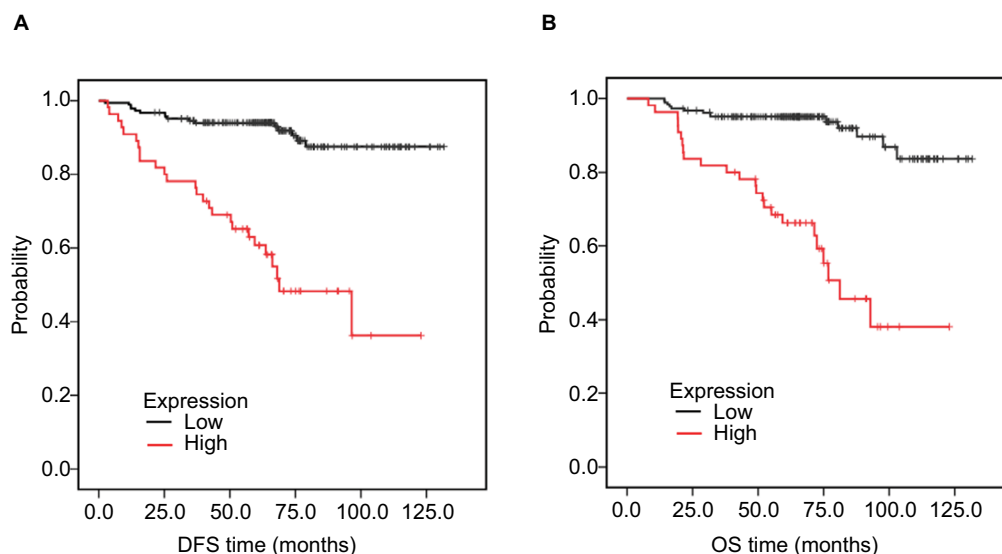 A
1.0
0.8
0.6
0.4
0.2
0.0
Probability
Expression
Low
High
0.0 25.0 50.0 75.0 100.0 125.0
DFS time (months)
B
1.0
0.8
0.6
0.4
0.2
0.0
Probability
Expression
Low
High
0.0 25.0 50.0 75.0 100.0 125.0
OS time (months)